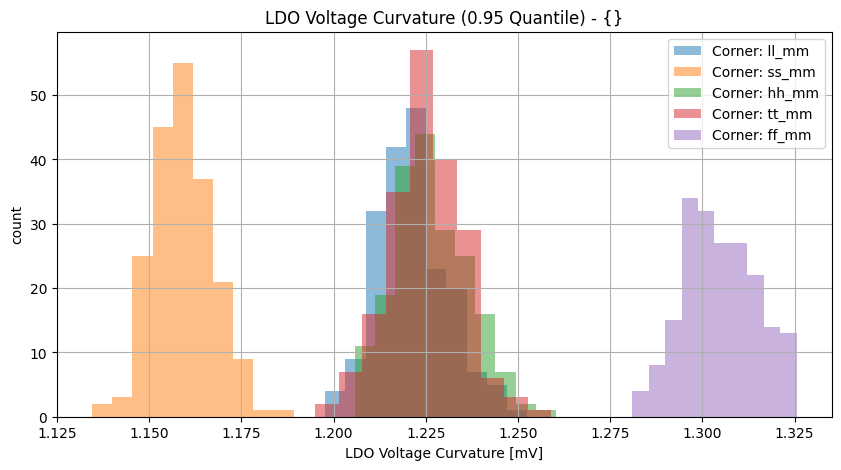 LDO Voltage Curvature (0.95 Quantile) - {}
Corner: ll_mm
Corner: ss_mm
Corner: hh_mm
Corner: tt_mm
Corner: ff_mm
count
50
40
30
20
10
0
1.125 1.150 1.175 1.200 1.225 1.250 1.275 1.300 1.325
LDO Voltage Curvature [mV]